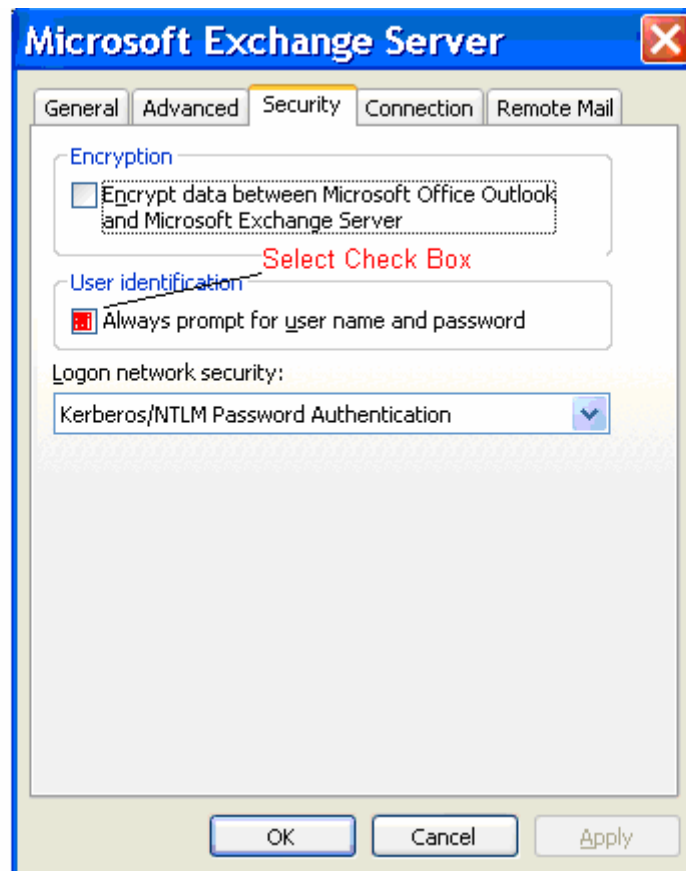 Microsoft Exchange Server
General Advanced Security Connection Remote Mail
Encryption
Encrypt data between Microsoft Office Outlook
and Microsoft Exchange Server
Select Check Box
User identification
Always prompt for user name and password
Logon network security:
Kerberos/NTLM Password Authentication
OK Cancel Apply